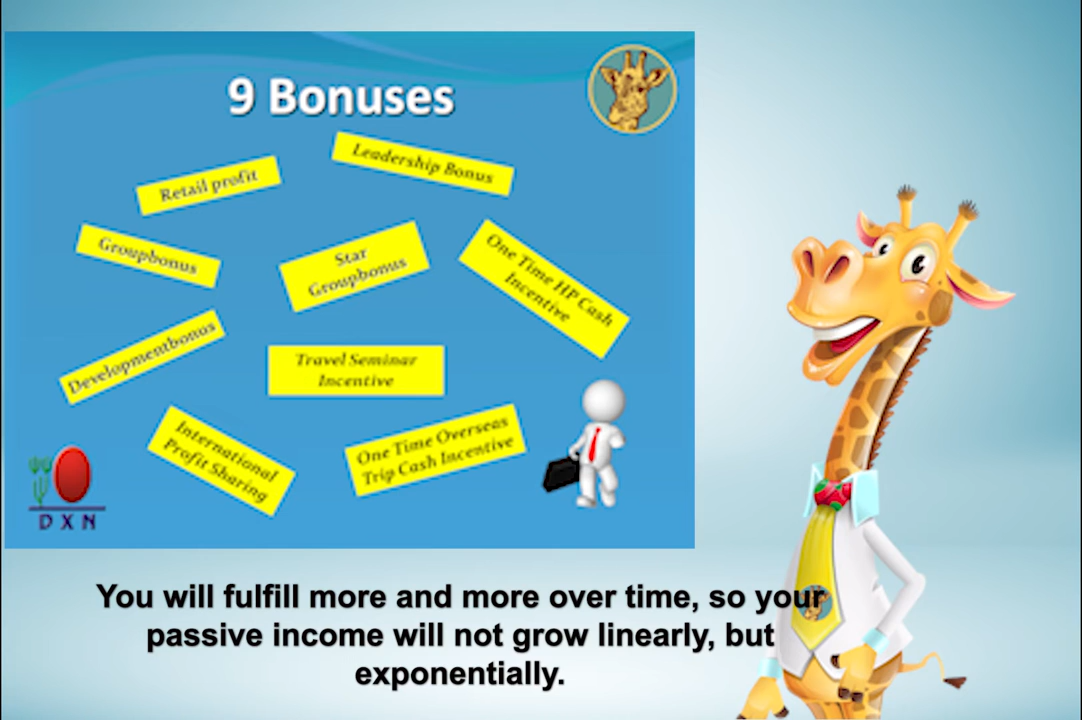 9 Bonuses
Leadership Bonus
Retail profit
Groupbonus
Star
Groupbonus
One Time HP Cash
Incentive
Developmentbonus
Travel Seminar
Incentive
International
Profit Sharing
One Time Overseas
Trip Cash Incentive
DXN
You will fulfill more and more over time, so your
passive income will not grow linearly, but
exponentially.